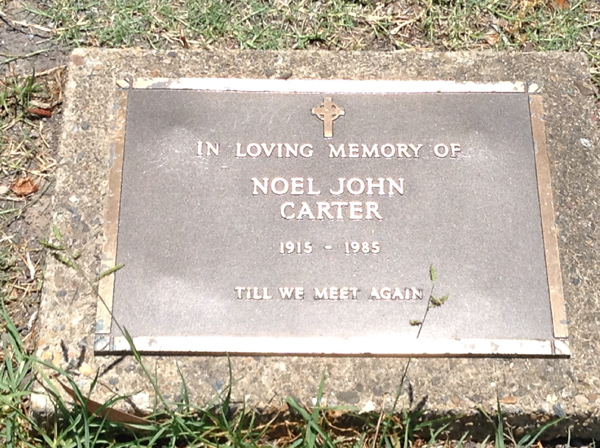 IN LOVING MEMORY OF
NOEL JOHN
CARTER
1915 - 1985
TILL WE MEET AGAIN